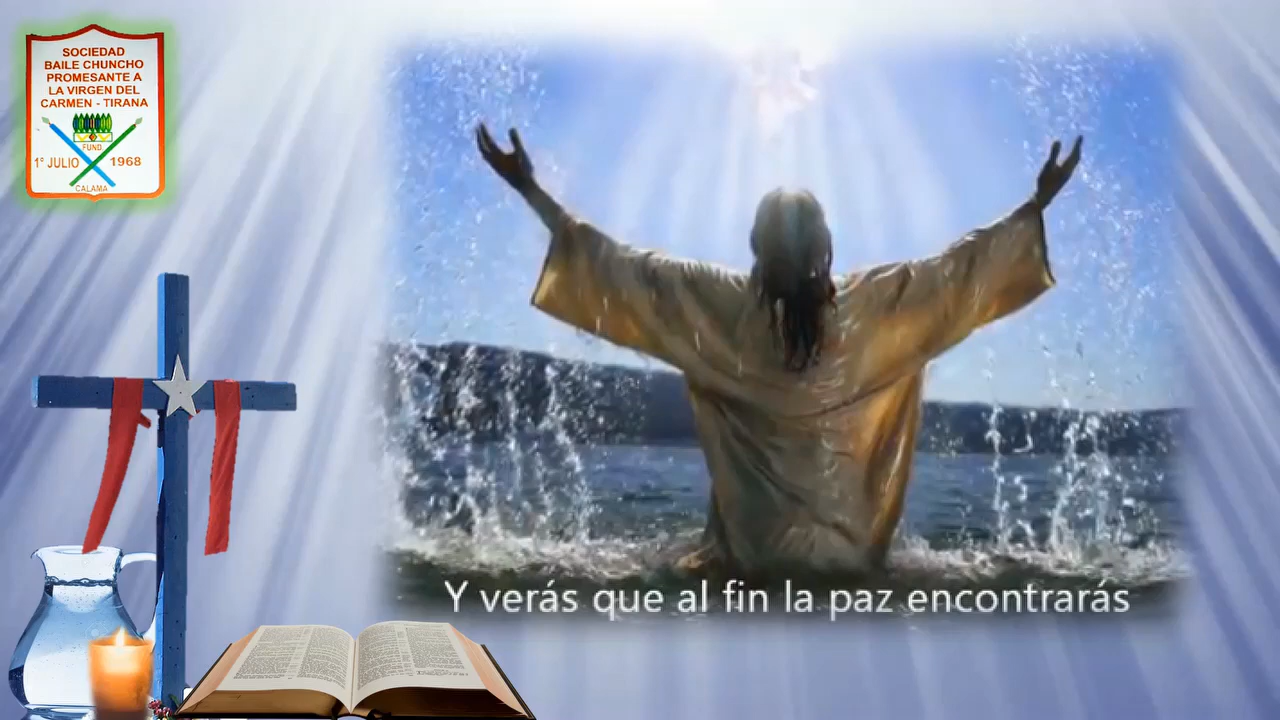 SOCIEDAD
BAILE CHUNCHO
PROMESANTE A
LA VIRGEN DEL
CARMEN - TIRANA
FUND
1º JULIO 1968
CALAMA
Y verás que al fin la paz encontrarás